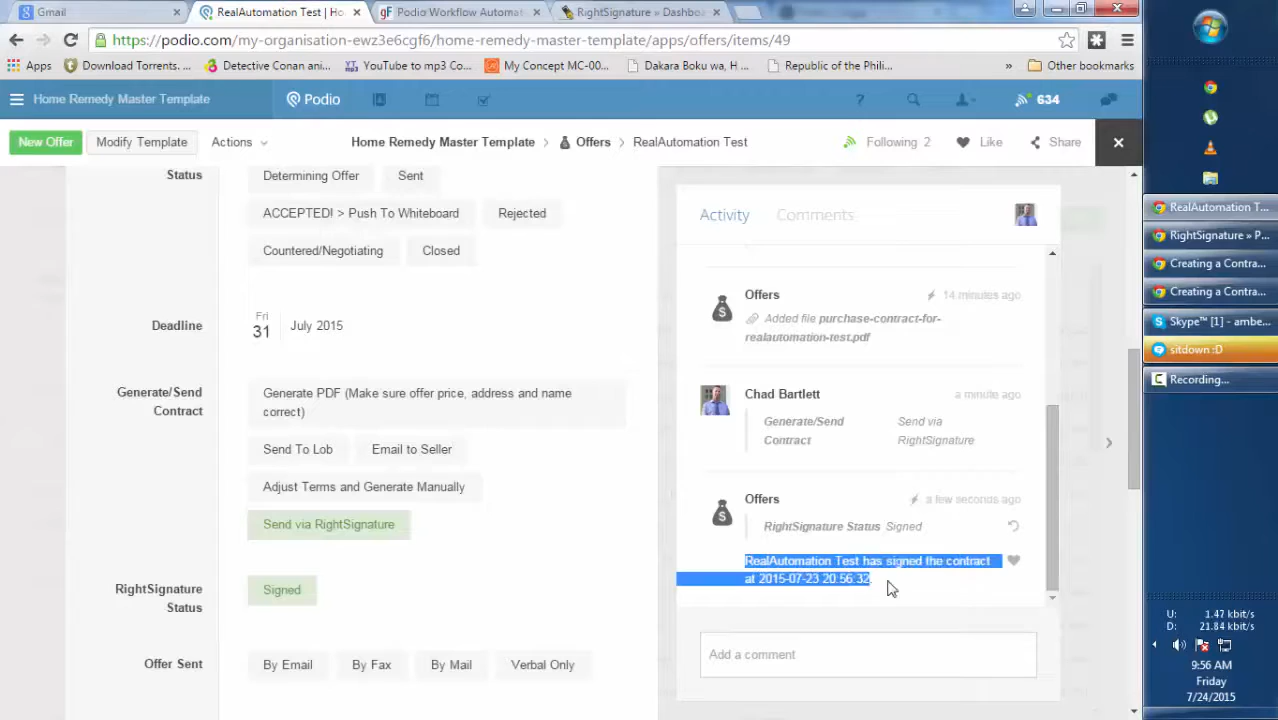 Gmail
RealAutomation Test | Ho
Podio Workflow Automat
RightSignature » Dashbo
https://podio.com/my-organisation-ewz3e6cgf6/home-remedy-master-template/apps/offers/items/49
Apps
Download Torrents. ...
Detective Conan ani...
YouTube to mp3 Co...
My Concept MC-00...
Dakara Boku wa, H ...
Republic of the Phili...
»
Other bookmarks
Home Remedy Master Template
Podio
?
634
New Offer
Modify Template
Actions
Home Remedy Master Template > Offers > RealAutomation Test
Following 2
Like
Share
Status
Determining Offer
Sent
ACCEPTED! > Push To Whiteboard
Rejected
Countered/Negotiating
Closed
Deadline
Fri
31
July 2015
Generate/Send
Contract
Generate PDF (Make sure offer price, address and name
correct)
Send To Lob
Email to Seller
Adjust Terms and Generate Manually
Send via RightSignature
RightSignature
Status
Signed
Offer Sent
By Email
By Fax
By Mail
Verbal Only
Activity
Comments
Offers
14 minutes ago
Added file purchase-contract-for-
realautomation-test.pdf
Chad Bartlett
a minute ago
Generate/Send
Contract
Send via
RightSignature
Offers
a few seconds ago
RightSignature Status Signed
RealAutomation Test has signed the contract
at 2015-07-23 20:56:32.
Add a comment
RealAutomation T...
RightSignature » P...
Creating a Contra...
Creating a Contra...
Skype™ [1] - ambe...
sitdown :D
Recording...
U: 1.47 kbit/s
D: 21.84 kbit/s
9:56 AM
Friday
7/24/2015